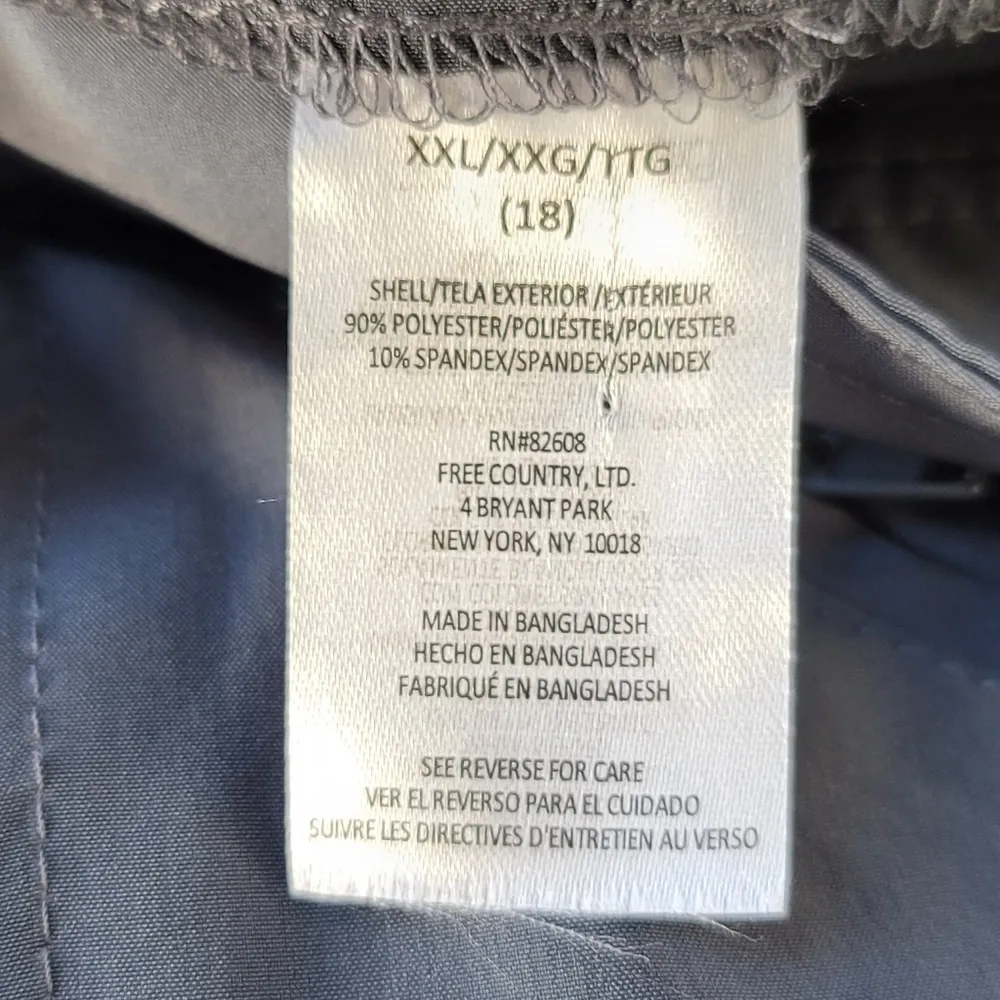 XXL/XXG/TTG
(18)
SHELL/TELA EXTERIOR /EXTÉRIEUR
90% POLYESTER/POLIÉSTER/POLYESTER
10% SPANDEX/SPANDEX/SPANDEX
RN#82608
FREE COUNTRY, LTD.
4 BRYANT PARK
NEW YORK, NY 10018
MADE IN BANGLADESH
HECHO EN BANGLADESH
FABRIQUÉ EN BANGLADESH
SEE REVERSE FOR CARE
VER EL REVERSO PARA EL CUIDADO
SUIVRE LES DIRECTIVES D'ENTRETIEN AU VERSO